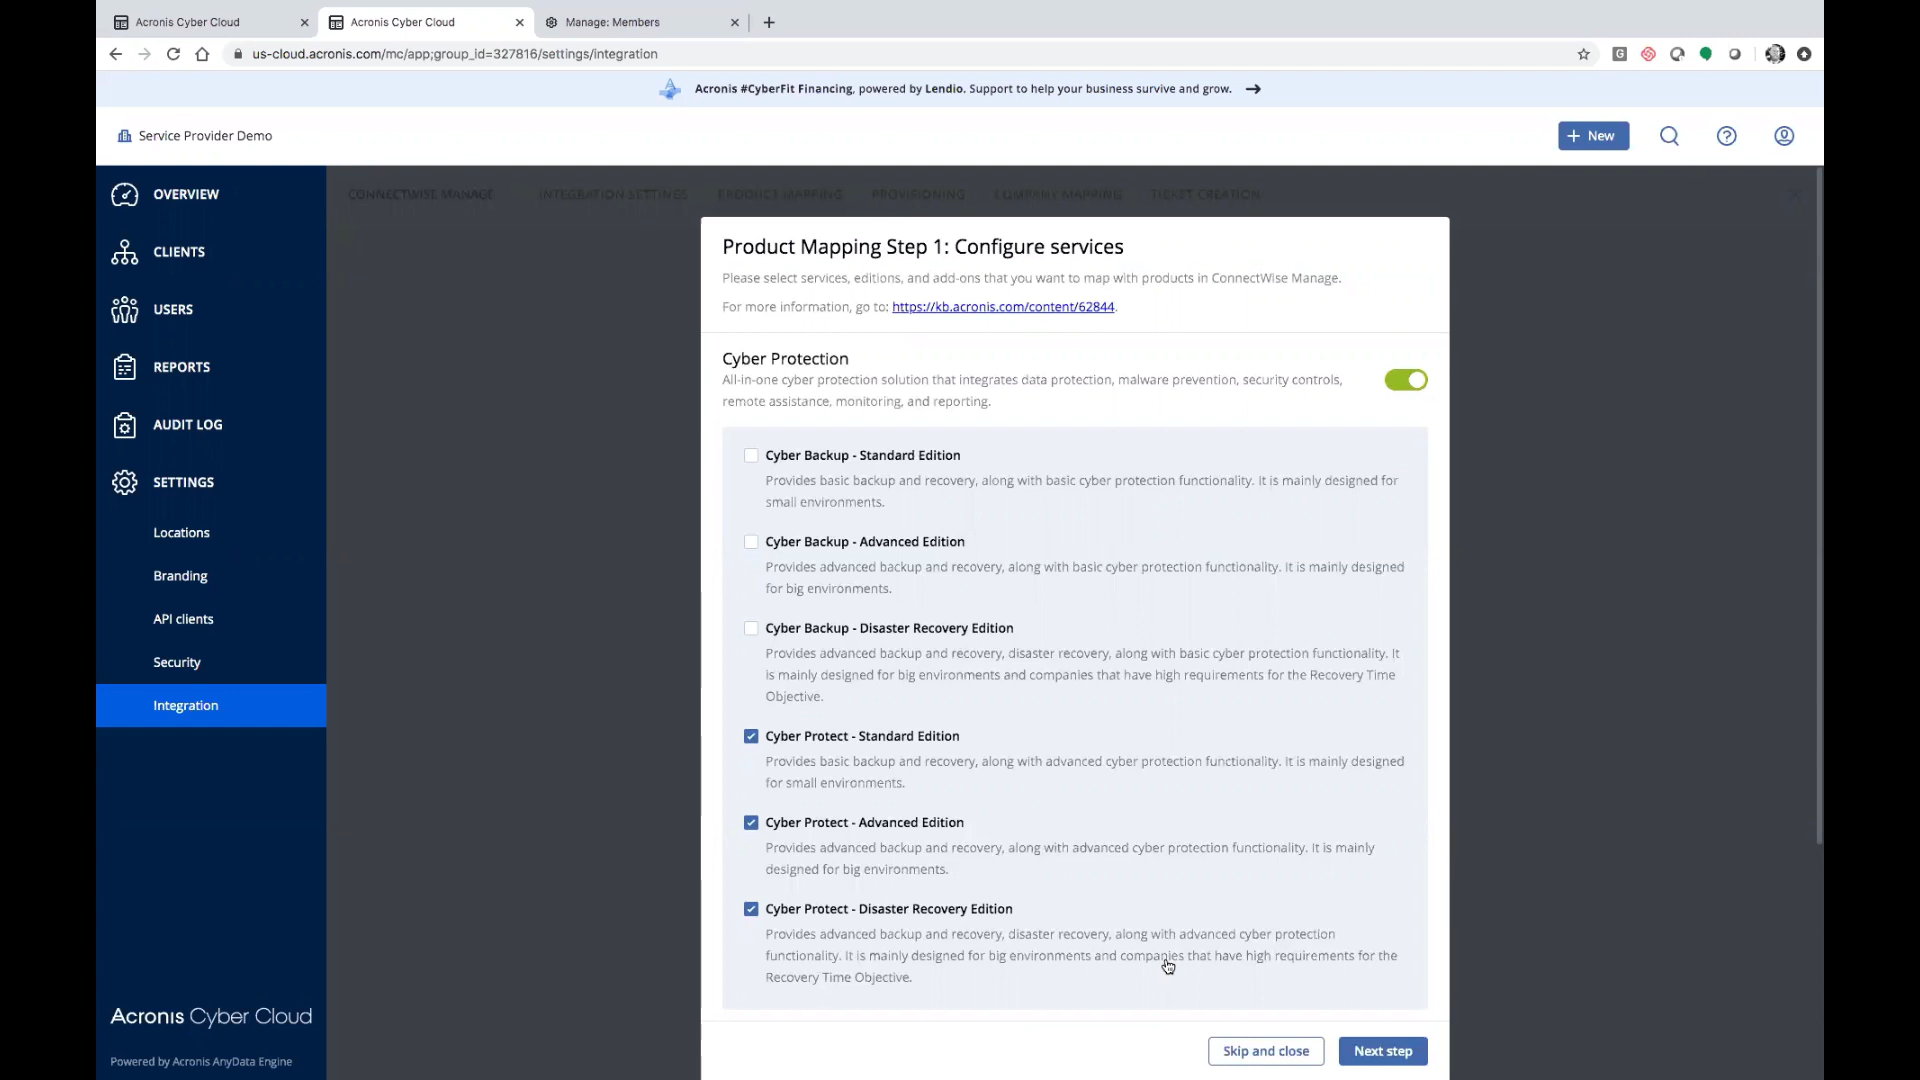 Acronis Cyber Cloud
Acronis Cyber Cloud
Manage: Members
us-cloud.acronis.com/mc/app;group_id=327816/settings/integration
Acronis #CyberFit Financing, powered by Lendio. Support to help your business survive and grow.
Service Provider Demo
New
OVERVIEW
CLIENTS
USERS
REPORTS
AUDIT LOG
SETTINGS
Locations
Branding
API clients
Security
Integration
Acronis Cyber Cloud
Powered by Acronis AnyData Engine
CONNECTWISE MANAGE
INTEGRATION SETTINGS
PRODUCT MAPPING
PROVISIONING
COMPANY MAPPING
TICKET CREATION
Product Mapping Step 1: Configure services
Please select services, editions, and add-ons that you want to map with products in ConnectWise Manage.
For more information, go to: https://kb.acronis.com/content/62844.
Cyber Protection
All-in-one cyber protection solution that integrates data protection, malware prevention, security controls,
remote assistance, monitoring, and reporting.
Cyber Backup - Standard Edition
Provides basic backup and recovery, along with basic cyber protection functionality. It is mainly designed for
small environments.
Cyber Backup - Advanced Edition
Provides advanced backup and recovery, along with basic cyber protection functionality. It is mainly designed
for big environments.
Cyber Backup - Disaster Recovery Edition
Provides advanced backup and recovery, disaster recovery, along with basic cyber protection functionality. It
is mainly designed for big environments and companies that have high requirements for the Recovery Time
Objective.
Cyber Protect - Standard Edition
Provides basic backup and recovery, along with advanced cyber protection functionality. It is mainly designed
for small environments.
Cyber Protect - Advanced Edition
Provides advanced backup and recovery, along with advanced cyber protection functionality. It is mainly
designed for big environments.
Cyber Protect - Disaster Recovery Edition
Provides advanced backup and recovery, disaster recovery, along with advanced cyber protection
functionality. It is mainly designed for big environments and companies that have high requirements for the
Recovery Time Objective.
Skip and close
Next step